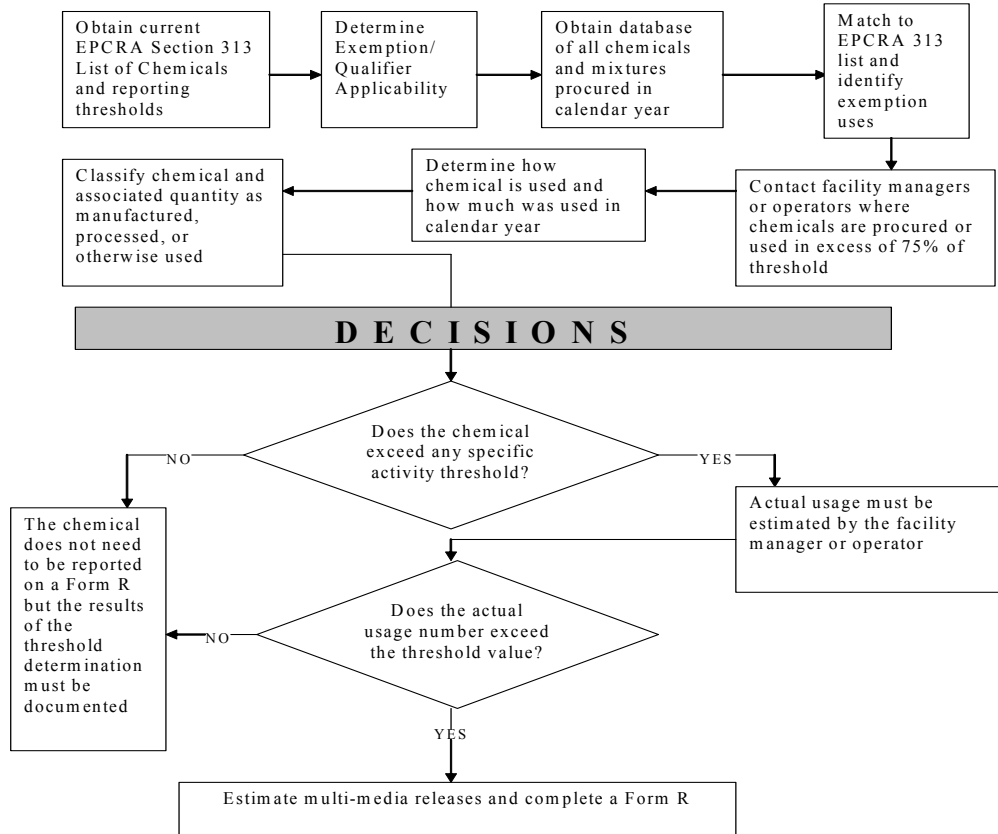 Obtain current
EPCRA Section 313
List of Chemicals
and reporting
thresholds
Determine
Exemption/
Qualifier
Applicability
Obtain database
of all chemicals
and mixtures
procured in
calendar year
Match to
EPCRA 313
list and
identify
exemption
uses
Contact facility managers
or operators where
chemicals are procured or
used in excess of 75% of
threshold
Determine how
chemical is used and
how much was used in
calendar year
Classify chemical and
associated quantity as
manufactured,
processed, or
otherwise used
DECISIONS
Does the chemical
exceed any specific
activity threshold?
NO
YES
The chemical
does not need
to be reported
on a Form R
but the results
of the
threshold
determination
must be
documented
Actual usage must be
estimated by the facility
manager or operator
Does the actual
usage number exceed
the threshold value?
NO
YES
Estimate multi-media releases and complete a Form R